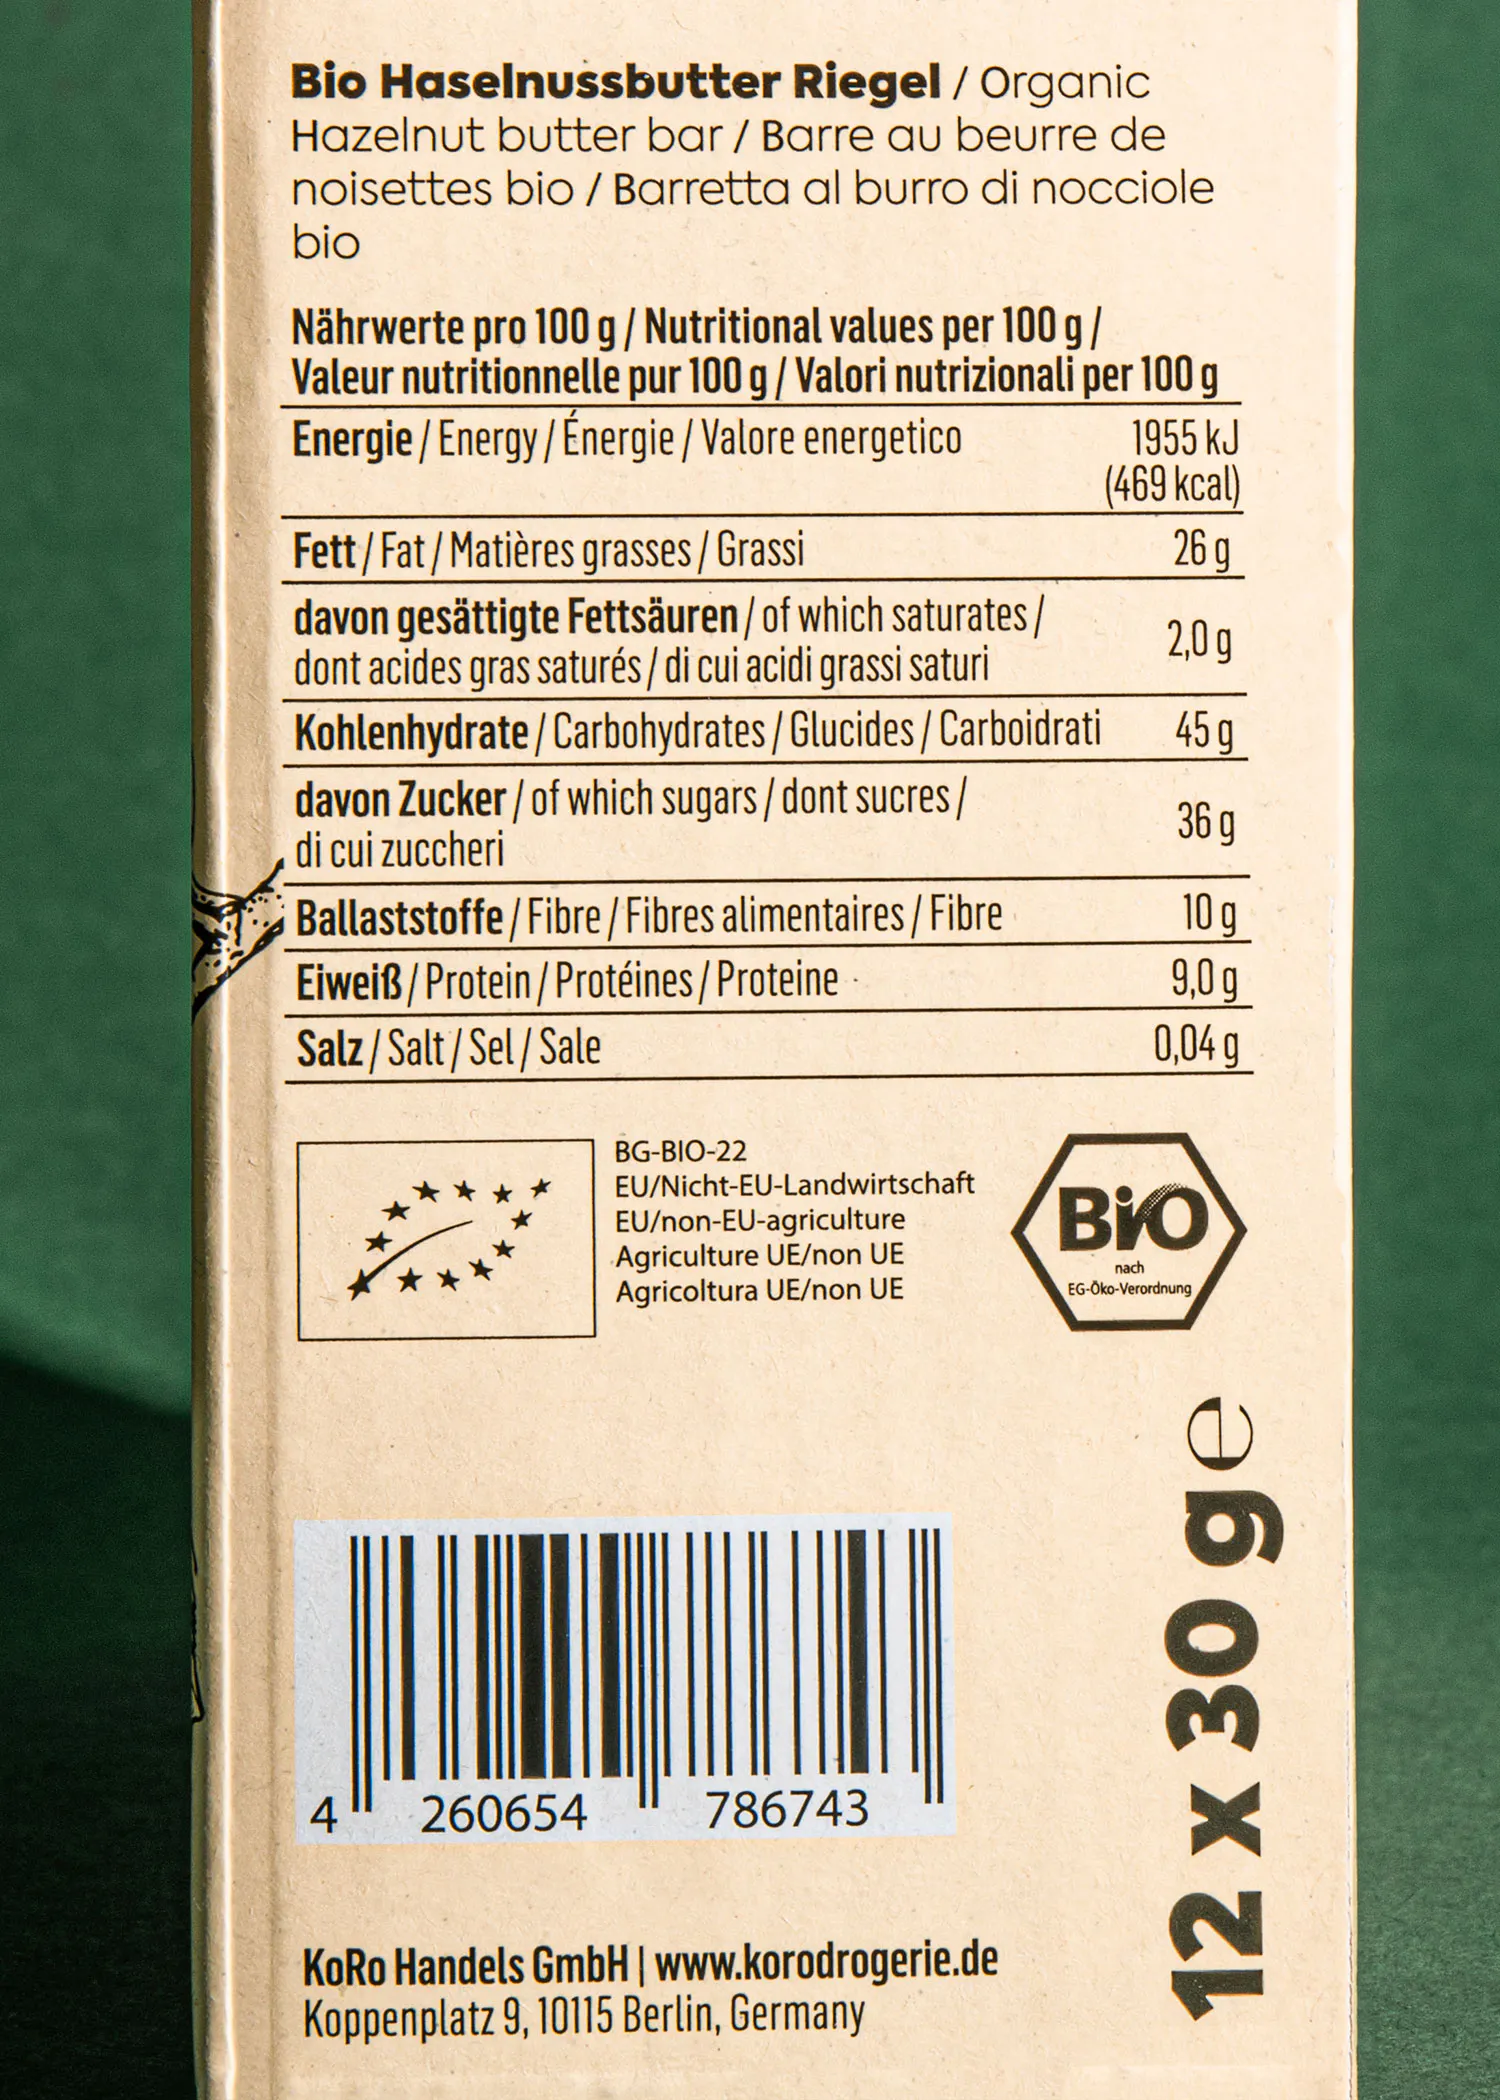 Bio Haselnussbutter Riegel / Organic
Hazelnut butter bar / Barre au beurre de
noisettes bio / Barretta al burro di nocciole
bio
Nährwerte pro 100 g / Nutritional values per 100 g /
Valeur nutritionnelle pur 100 g / Valori nutrizionali per 100 g
Energie / Energy / Énergie / Valore energetico 1955 kJ
(469 kcal)
Fett / Fat / Matières grasses / Grassi 26 g
davon gesättigte Fettsäuren / of which saturates /
dont acides gras saturés / di cui acidi grassi saturi 2,0 g
Kohlenhydrate / Carbohydrates / Glucides / Carboidrati 45 g
davon Zucker / of which sugars / dont sucres /
di cui zuccheri 36 g
Ballaststoffe / Fibre / Fibres alimentaires / Fibre 10 g
Eiweiß / Protein / Protéines / Proteine 9,0 g
Salz / Salt / Sel / Sale 0,04 g
BG-BIO-22
EU/Nicht-EU-Landwirtschaft
EU/non-EU-agriculture
Agriculture UE/non UE
Agricoltura UE/non UE
BiO
nach
EG-Öko-Verordnung
12 x 30 g e
4 260654 786743
KoRo Handels GmbH | www.korodrogerie.de
Koppenplatz 9, 10115 Berlin, Germany